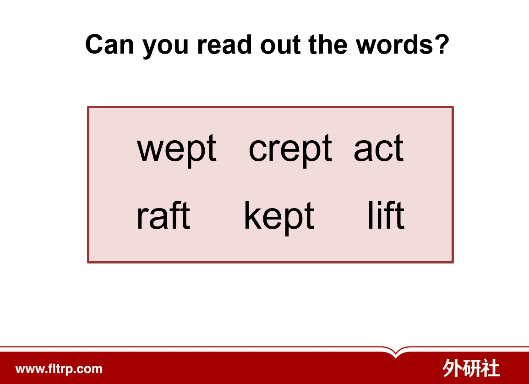 Can you read out the words?
wept crept act
raft kept lift
www.fltrp.com 外研社